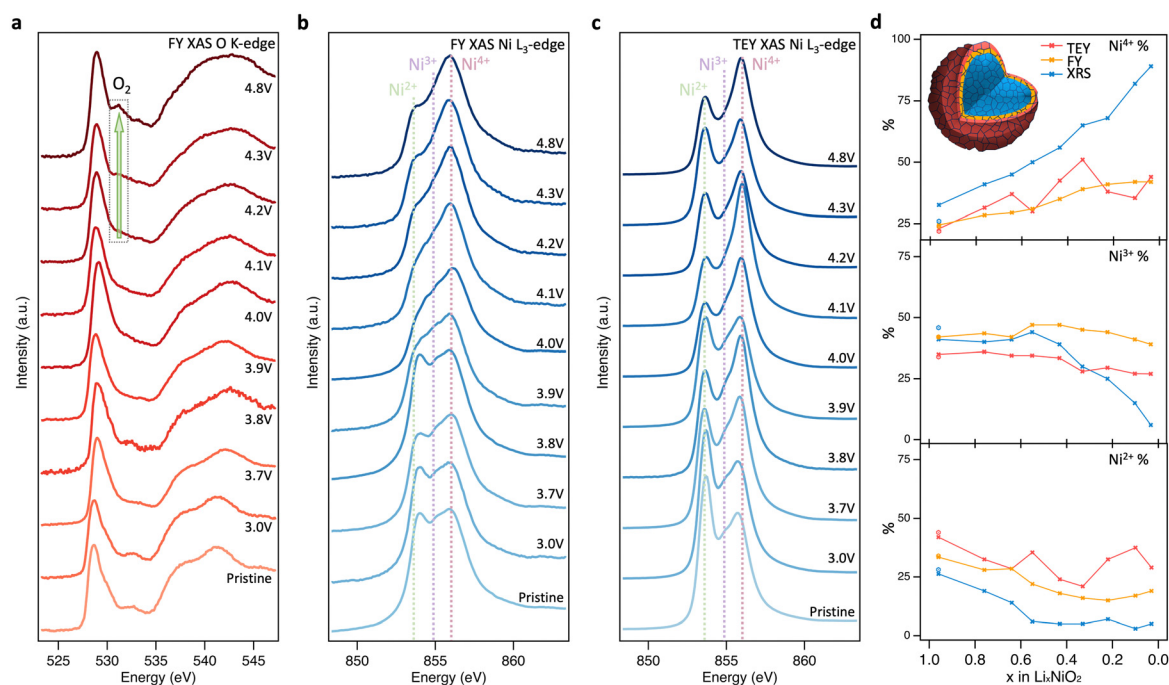 a
FY XAS O K-edge
O₂
4.8V
4.3V
4.2V
4.1V
4.0V
3.9V
3.8V
3.7V
3.0V
Pristine
Intensity (a.u.)
525 530 535 540 545
Energy (eV)
b
FY XAS Ni L₃-edge
Ni³⁺
Ni²⁺ Ni⁴⁺
4.8V
4.3V
4.2V
4.1V
4.0V
3.9V
3.8V
3.7V
3.0V
Pristine
Intensity (a.u.)
850 855 860
Energy (eV)
c
TEY XAS Ni L₃-edge
Ni³⁺ Ni⁴⁺
Ni²⁺
4.8V
4.3V
4.2V
4.1V
4.0V
3.9V
3.8V
3.7V
3.0V
Pristine
Intensity (a.u.)
850 855 860
Energy (eV)
d
TEY
FY
XRS
Ni⁴⁺ %
100
75
50
25
%
Ni³⁺ %
75
50
25
0
%
Ni²⁺ %
75
50
25
0
%
1.0 0.8 0.6 0.4 0.2 0.0
x in LiₓNiO₂